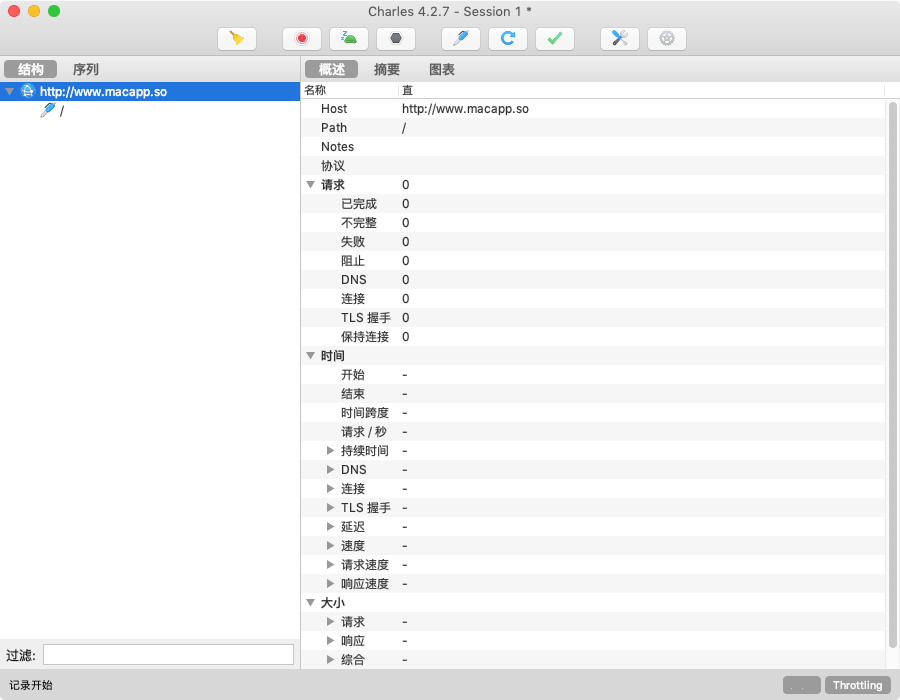 Charles 4.2.7 - Session 1 *
结构 序列
http://www.macapp.so
/
过滤:
概述 摘要 图表
名称 直
Host http://www.macapp.so
Path /
Notes
协议
请求 0
已完成 0
不完整 0
失败 0
阻止 0
DNS 0
连接 0
TLS 握手 0
保持连接 0
时间
开始 -
结束 -
时间跨度 -
请求 / 秒 -
持续时间 -
DNS -
连接 -
TLS 握手 -
延迟 -
速度 -
请求速度 -
响应速度 -
大小
请求 -
响应 -
综合 -
记录开始
Throttling